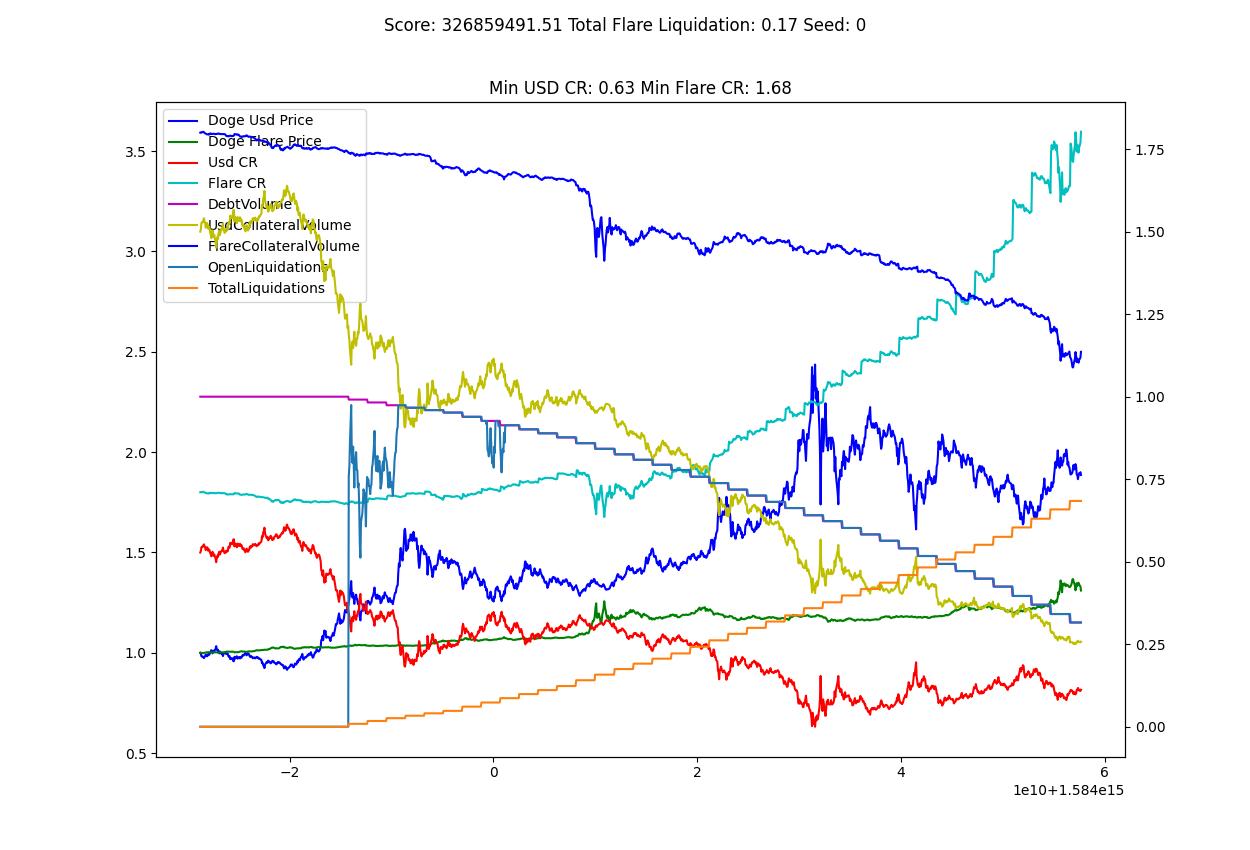 Score: 326859491.51 Total Flare Liquidation: 0.17 Seed: 0
Min USD CR: 0.63 Min Flare CR: 1.68
Doge Usd Price
Doge Flare Price
Usd CR
Flare CR
DebtVolume
UsdCollateralVolume
FlareCollateralVolume
OpenLiquidations
TotalLiquidations
3.5
3.0
2.5
2.0
1.5
1.0
0.5
1.75
1.50
1.25
1.00
0.75
0.50
0.25
0.00
−2 0 2 4 6
1e10+1.584e15